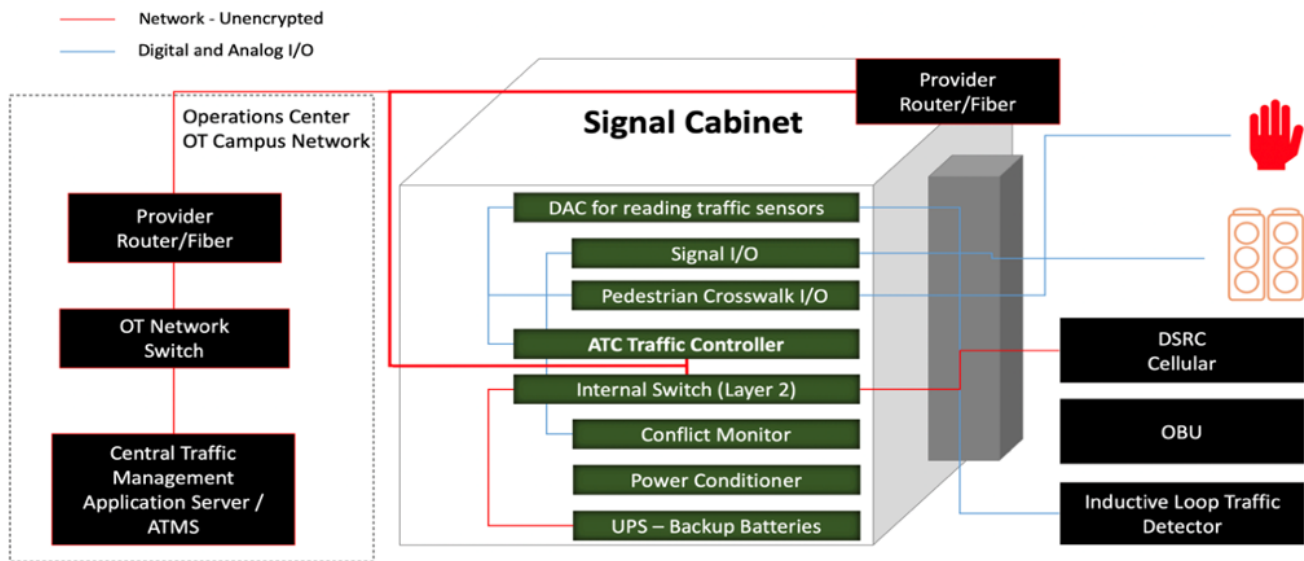 Network - Unencrypted
Digital and Analog I/O
Operations Center
OT Campus Network
Provider
Router/Fiber
OT Network
Switch
Central Traffic
Management
Application Server /
ATMS
Signal Cabinet
Provider
Router/Fiber
DAC for reading traffic sensors
Signal I/O
Pedestrian Crosswalk I/O
ATC Traffic Controller
Internal Switch (Layer 2)
Conflict Monitor
Power Conditioner
UPS – Backup Batteries
DSRC
Cellular
OBU
Inductive Loop Traffic
Detector